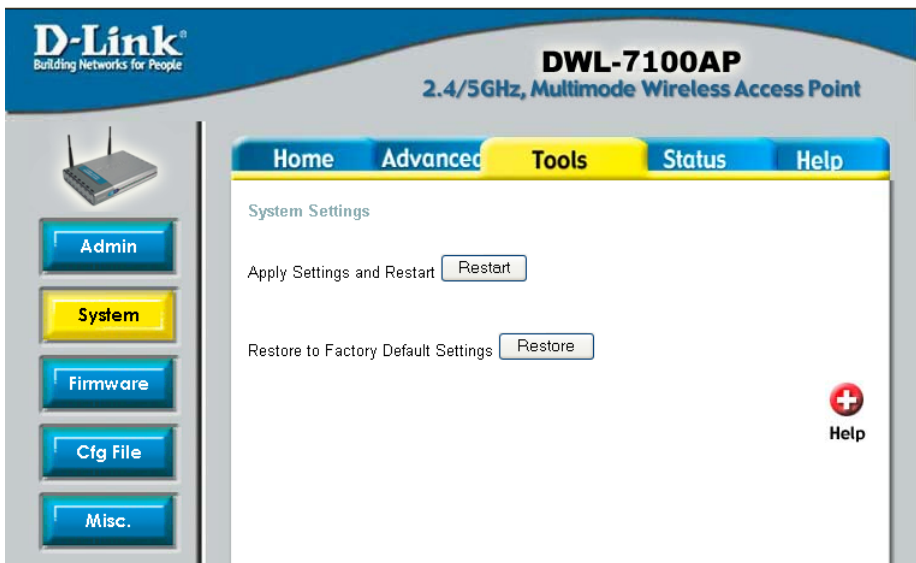 D-Link®
Building Networks for People
DWL-7100AP
2.4/5GHz, Multimode Wireless Access Point
Home Advanced Tools Status Help
Admin
System
Firmware
Cfg File
Misc.
System Settings
Apply Settings and Restart Restart
Restore to Factory Default Settings Restore
Help